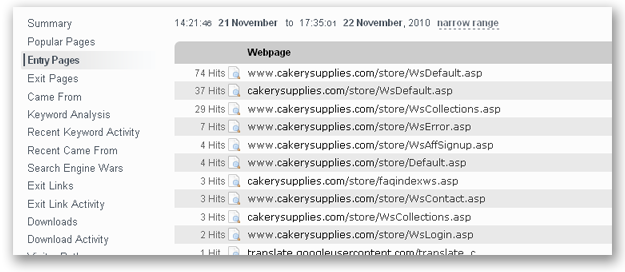 Summary
Popular Pages
Entry Pages
Exit Pages
Came From
Keyword Analysis
Recent Keyword Activity
Recent Came From
Search Engine Wars
Exit Links
Exit Link Activity
Downloads
Download Activity
14:21:46 21 November to 17:35:01 22 November, 2010 narrow range
Webpage
74 Hits www.cakerysupplies.com/store/WsDefault.asp
37 Hits cakerysupplies.com/store/WsDefault.asp
29 Hits www.cakerysupplies.com/store/WsCollections.asp
7 Hits www.cakerysupplies.com/store/WsError.asp
4 Hits www.cakerysupplies.com/store/WsAffSignup.asp
4 Hits www.cakerysupplies.com/store/Default.asp
3 Hits cakerysupplies.com/store/faqindexws.asp
3 Hits www.cakerysupplies.com/store/WsContact.asp
3 Hits cakerysupplies.com/store/WsCollections.asp
2 Hits www.cakerysupplies.com/store/WsLogin.asp
1 Hit translate.googleusercontent.com/translate_c